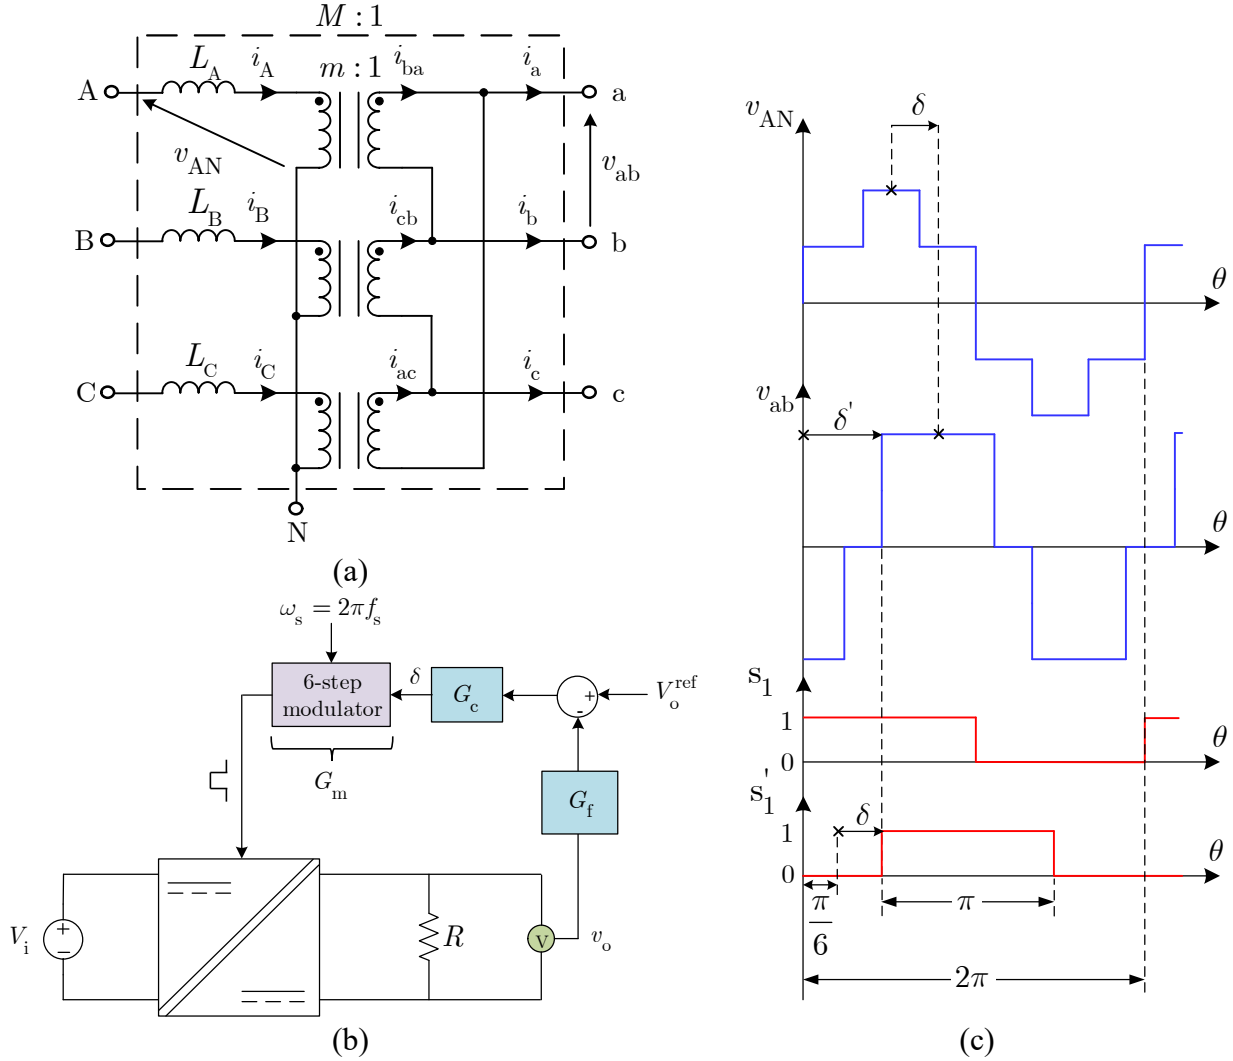 M : 1
L_A i_A m : 1 i_ba i_a
A a
v_AN v_ab
L_B i_B i_cb i_b
B b
L_C i_C i_ac i_c
C c
N
(a)
ω_s = 2πf_s
6-step
modulator
δ
G_c
+
-
V_o^ref
G_m
G_f
V_i
+
−
R
V
v_o
(b)
v_AN
δ
θ
v_ab
δ'
θ
s_1
1
0
θ
s_1'
1
0
δ
θ
π
6
π
2π
(c)